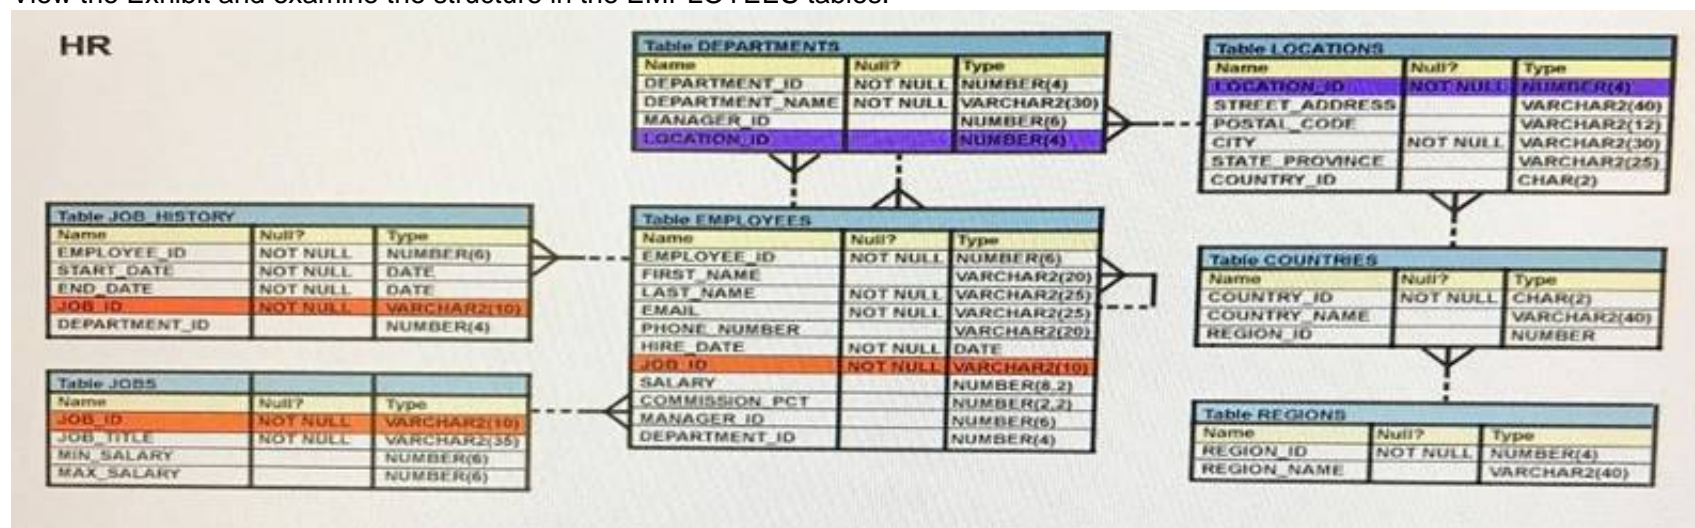 View the Exhibit and examine the structure in the EMPLOYEES tables.
HR
Table DEPARTMENTS
Name Null? Type
DEPARTMENT_ID NOT NULL NUMBER(4)
DEPARTMENT_NAME NOT NULL VARCHAR2(30)
MANAGER_ID NUMBER(6)
LOCATION_ID NUMBER(4)
Table LOCATIONS
Name Null? Type
LOCATION_ID NOT NULL NUMBER(4)
STREET_ADDRESS VARCHAR2(40)
POSTAL_CODE VARCHAR2(12)
CITY NOT NULL VARCHAR2(30)
STATE_PROVINCE VARCHAR2(25)
COUNTRY_ID CHAR(2)
Table JOB_HISTORY
Name Null? Type
EMPLOYEE_ID NOT NULL NUMBER(6)
START_DATE NOT NULL DATE
END_DATE NOT NULL DATE
JOB_ID NOT NULL VARCHAR2(10)
DEPARTMENT_ID NUMBER(4)
Table EMPLOYEES
Name Null? Type
EMPLOYEE_ID NOT NULL NUMBER(6)
FIRST_NAME VARCHAR2(20)
LAST_NAME NOT NULL VARCHAR2(25)
EMAIL NOT NULL VARCHAR2(25)
PHONE_NUMBER VARCHAR2(20)
HIRE_DATE NOT NULL DATE
JOB_ID NOT NULL VARCHAR2(10)
SALARY NUMBER(8,2)
COMMISSION_PCT NUMBER(2,2)
MANAGER_ID NUMBER(6)
DEPARTMENT_ID NUMBER(4)
Table COUNTRIES
Name Null? Type
COUNTRY_ID NOT NULL CHAR(2)
COUNTRY_NAME VARCHAR2(40)
REGION_ID NUMBER
Table JOBS
Name Null? Type
JOB_ID NOT NULL VARCHAR2(10)
JOB_TITLE NOT NULL VARCHAR2(35)
MIN_SALARY NUMBER(6)
MAX_SALARY NUMBER(6)
Table REGIONS
Name Null? Type
REGION_ID NOT NULL NUMBER(4)
REGION_NAME VARCHAR2(40)